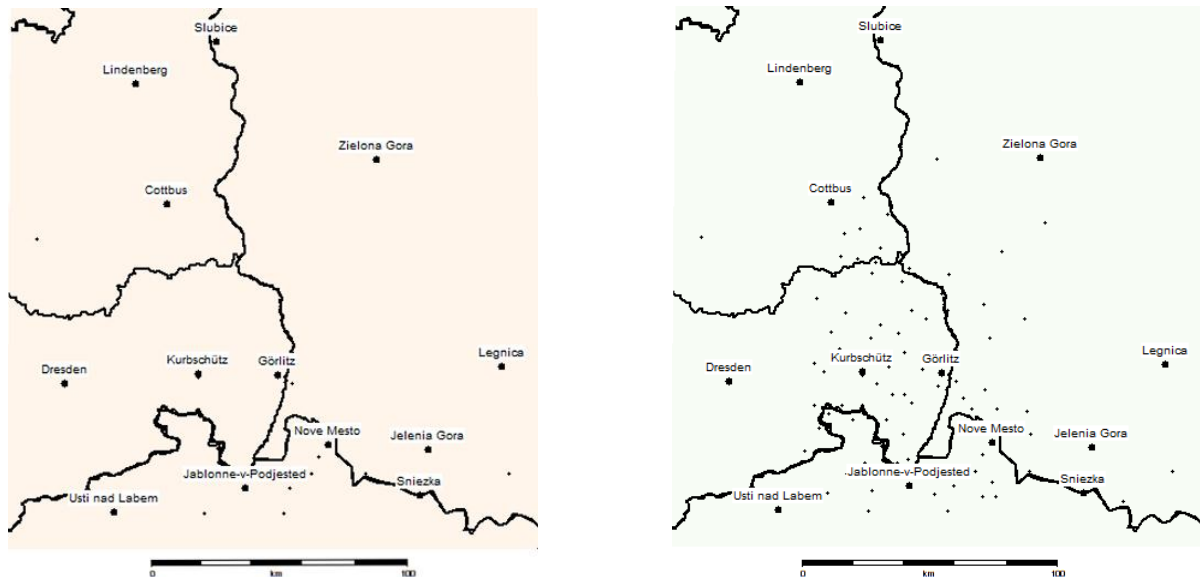 Slubice
Lindenberg
Zielona Gora
Cottbus
Legnica
Kurbschütz
Görlitz
Dresden
Nove Mesto
Jelenia Gora
Jablonne-v-Podjested
Sniezka
Usti nad Labem
0 km 100
Slubice
Lindenberg
Zielona Gora
Cottbus
Legnica
Kurbschütz
Görlitz
Dresden
Nove Mesto
Jelenia Gora
Jablonne-v-Podjested
Sniezka
Usti nad Labem
0 km 100